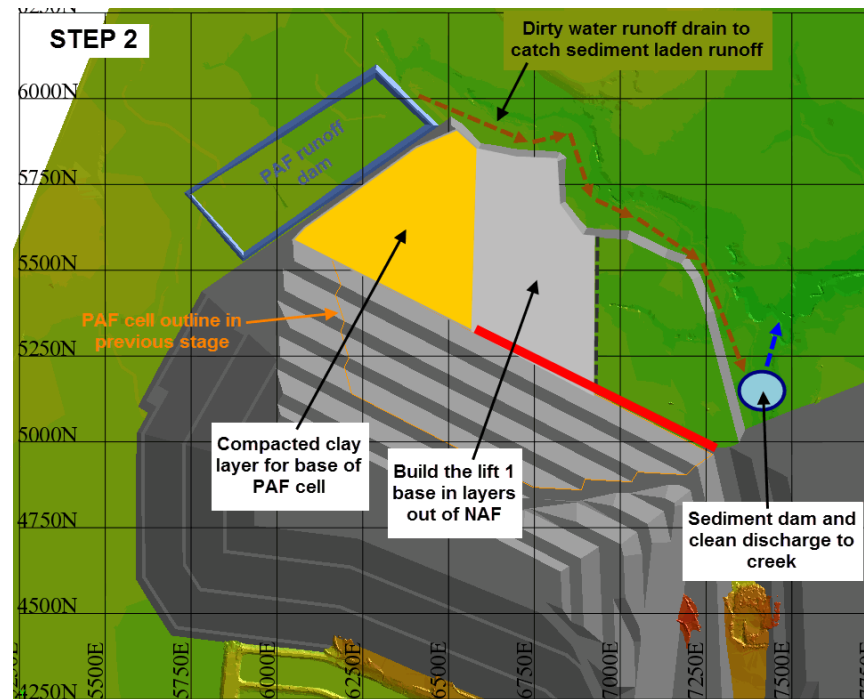 6250N
STEP 2
Dirty water runoff drain to
catch sediment laden runoff
6000N
PAF runoff
dam
5750N
5500N
PAF cell outline in
previous stage
5250N
5000N
Compacted clay
layer for base of
PAF cell
Build the lift 1
base in layers
out of NAF
Sediment dam and
clean discharge to
creek
4750N
4500N
4250N
5250E
5500E
5750E
6000E
6250E
6500E
6750E
7000E
7250E
7500E